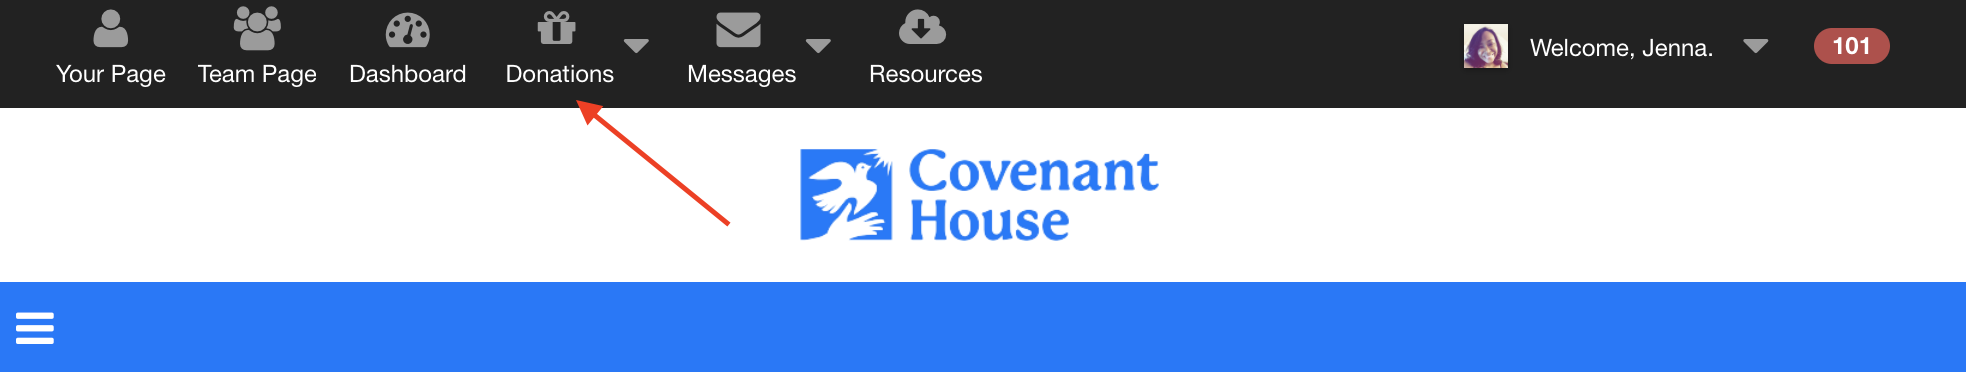 Your Page Team Page Dashboard Donations Messages Resources Welcome, Jenna. 101
Covenant
House